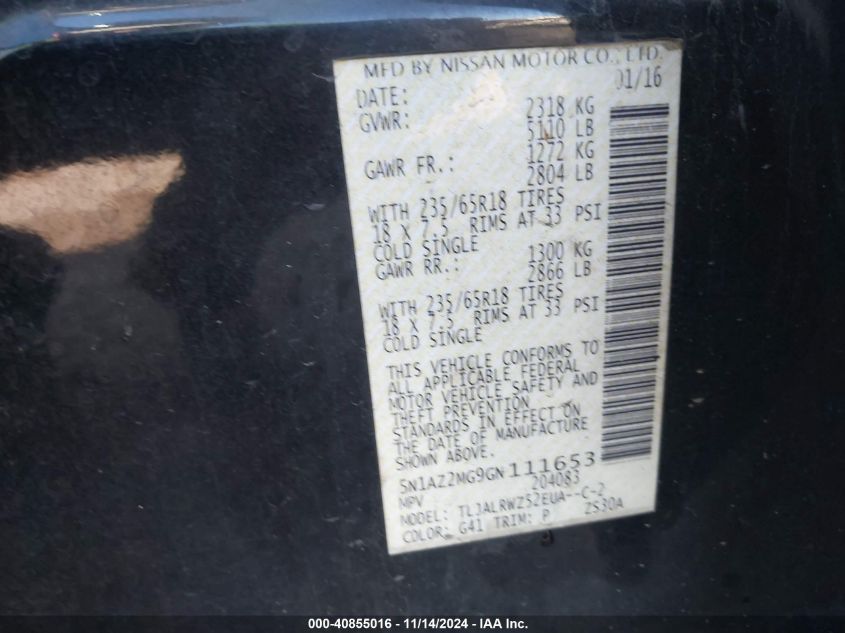 MFD BY NISSAN MOTOR CO., LTD.
DATE: 01/16
GVWR: 2318 KG
5110 LB
GAWR FR.: 1272 KG
2804 LB
WITH 235/65R18 TIRES
18 X 7.5 RIMS AT 33 PSI
COLD SINGLE
GAWR RR.: 1300 KG
2866 LB
WITH 235/65R18 TIRES
18 X 7.5 RIMS AT 33 PSI
COLD SINGLE
THIS VEHICLE CONFORMS TO
ALL APPLICABLE FEDERAL
MOTOR VEHICLE SAFETY AND
THEFT PREVENTION
STANDARDS IN EFFECT ON
THE DATE OF MANUFACTURE
SHOWN ABOVE.
5N1AZ2MG9GN111653
MPV 204083
MODEL: TLJALRWZ52EUA--C-2
COLOR: G41 TRIM: P ZS30A
9
000-40855016 - 11/14/2024 - IAA Inc.